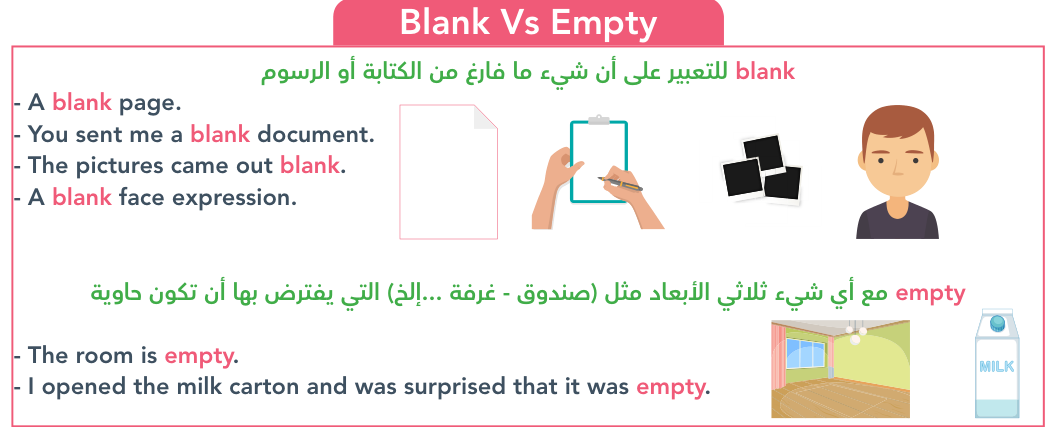 Blank Vs Empty
blank للتعبير على أن شيء ما فارغ من الكتابة أو الرسوم
- A blank page.
- You sent me a blank document.
- The pictures came out blank.
- A blank face expression.
empty مع أي شيء ثلاثي الأبعاد مثل (صندوق - غرفة ...إلخ) التي يفترض بها أن تكون حاوية
- The room is empty.
- I opened the milk carton and was surprised that it was empty.
MILK